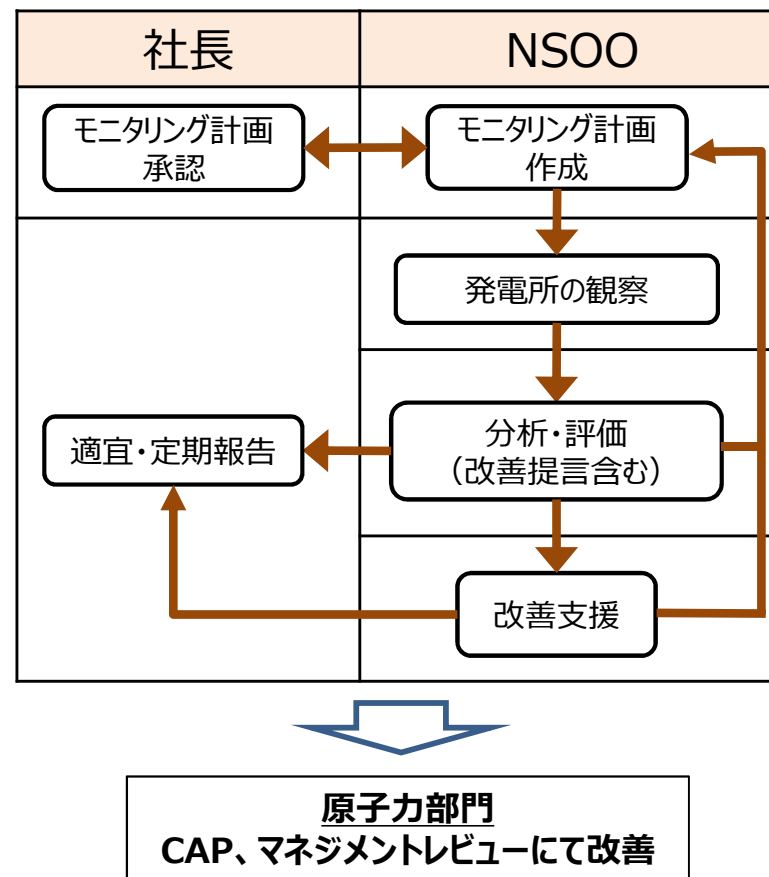 社長
NSOO
モニタリング計画
承認
モニタリング計画
作成
発電所の観察
適宜・定期報告
分析・評価
（改善提言含む）
改善支援
原子力部門
CAP、マネジメントレビューにて改善